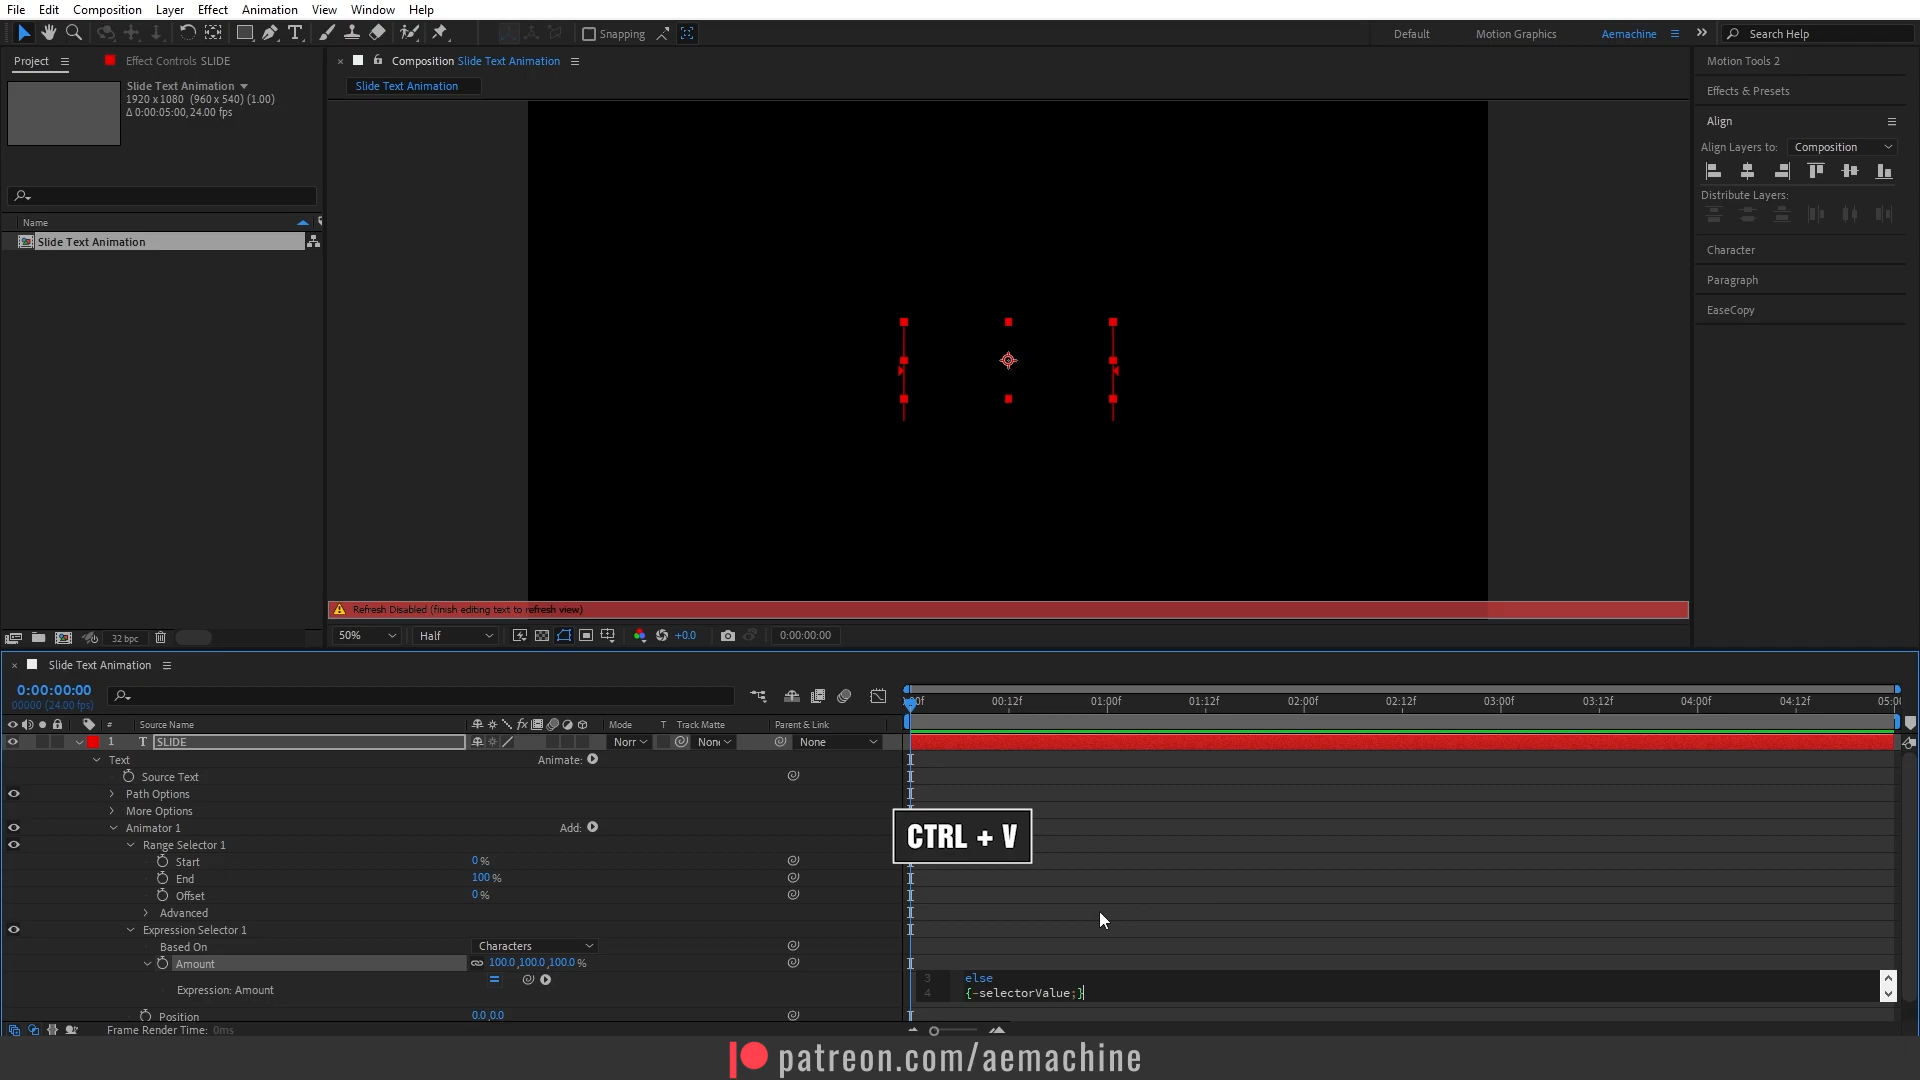 File Edit Composition Layer Effect Animation View Window Help
Snapping
Default Motion Graphics Aemachine Search Help
Project Effect Controls SLIDE
Slide Text Animation
1920 x 1080 (960 x 540) (1.00)
Δ 0:00:05:00, 24.00 fps
Name
Slide Text Animation
32 bpc
Composition Slide Text Animation
Slide Text Animation
Refresh Disabled (finish editing text to refresh view)
50% Half +0.0 0:00:00:00
Motion Tools 2
Effects & Presets
Align
Align Layers to: Composition
Distribute Layers:
Character
Paragraph
EaseCopy
Slide Text Animation
0:00:00:00
00000 (24.00 fps)
00f 00:12f 01:00f 01:12f 02:00f 02:12f 03:00f 03:12f 04:00f 04:12f 05:0
# Source Name fx Mode T Track Matte Parent & Link
1 T SLIDE Norr None None
Text Animate:
Source Text
Path Options
More Options
Animator 1 Add:
Range Selector 1
Start 0 %
End 100 %
Offset 0 %
Advanced
Expression Selector 1
Based On Characters
Amount 100.0,100.0,100.0 %
Expression: Amount
Position 0.0,0.0
Frame Render Time: 0ms
CTRL + V
3 else
4 {-selectorValue;}
patreon.com/aemachine